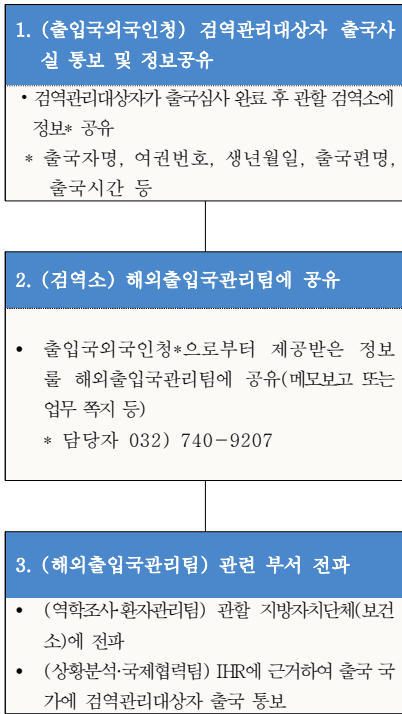 1. (출입국외국인청) 검역관리대상자 출국사
실 통보 및 정보공유
• 검역관리대상자가 출국심사 완료 후 관할 검역소에
정보* 공유
* 출국자명, 여권번호, 생년월일, 출국편명,
출국시간 등
2. (검역소) 해외출입국관리팀에 공유
• 출입국외국인청*으로부터 제공받은 정보
를 해외출입국관리팀에 공유(메모보고 또는
업무 쪽지 등)
* 담당자 032) 740-9207
3. (해외출입국관리팀) 관련 부서 전파
• (역학조사·환자관리팀) 관할 지방자치단체(보건
소)에 전파
• (상황분석·국제협력팀) IHR에 근거하여 출국 국
가에 검역관리대상자 출국 통보